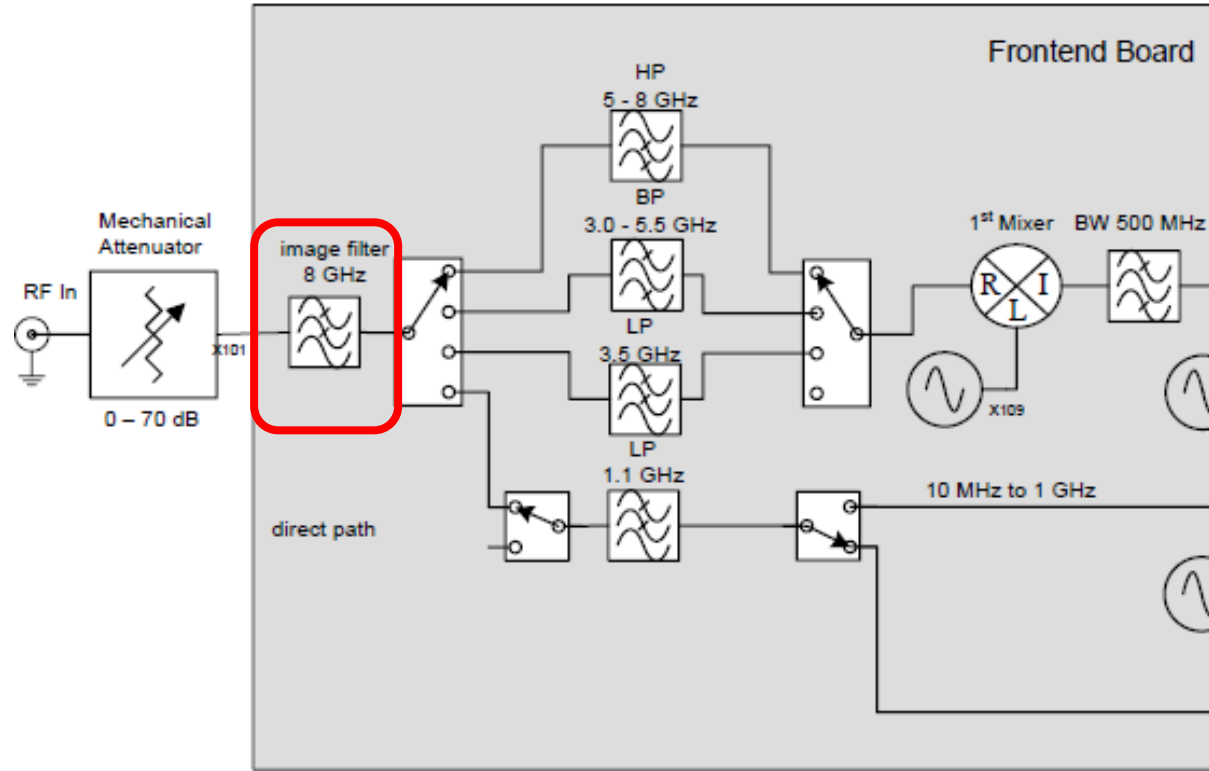 Frontend Board
HP
5 - 8 GHz
BP
3.0 - 5.5 GHz
LP
3.5 GHz
LP
1.1 GHz
Mechanical
Attenuator
RF In
X101
0 – 70 dB
image filter
8 GHz
1st Mixer
BW 500 MHz
R
I
L
X109
10 MHz to 1 GHz
direct path